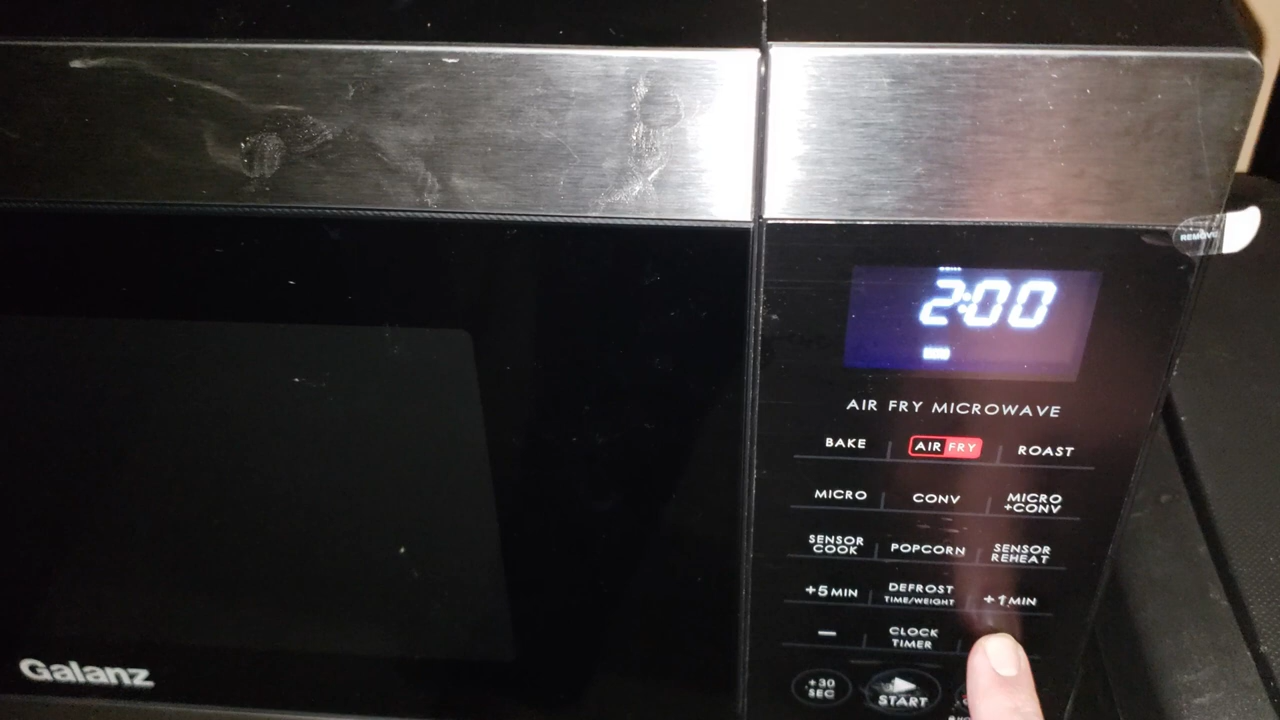 REMOVE
2:00
AIR FRY MICROWAVE
BAKE AIR FRY ROAST
MICRO CONV MICRO +CONV
SENSOR COOK POPCORN SENSOR REHEAT
+5 MIN DEFROST TIME/WEIGHT +1 MIN
— CLOCK TIMER
+30 SEC START
Galanz